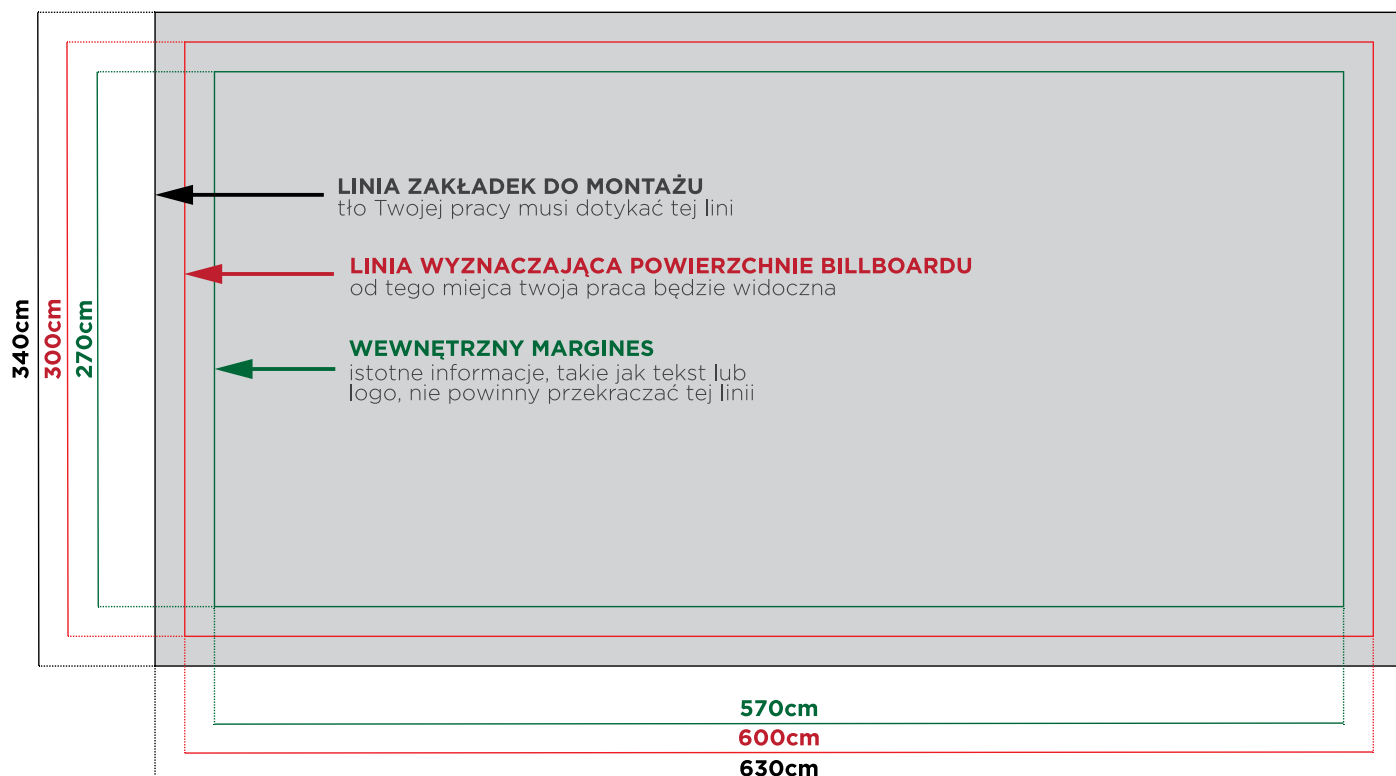 LINIA ZAKŁADEK DO MONTAŻU
tło Twojej pracy musi dotykać tej lini
LINIA WYZNACZAJĄCA POWIERZCHNIE BILLBOARDU
od tego miejsca twoja praca będzie widoczna
WEWNĘTRZNY MARGINES
istotne informacje, takie jak tekst lub
logo, nie powinny przekraczać tej linii
340cm
300cm
270cm
570cm
600cm
630cm